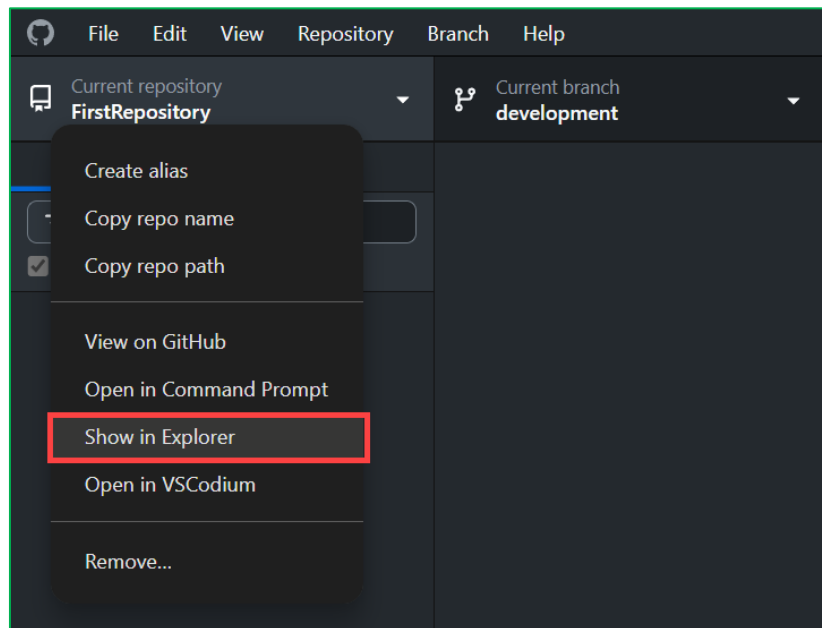 File Edit View Repository Branch Help
Current repository
FirstRepository
Current branch
development
Create alias
Copy repo name
Copy repo path
View on GitHub
Open in Command Prompt
Show in Explorer
Open in VSCodium
Remove...